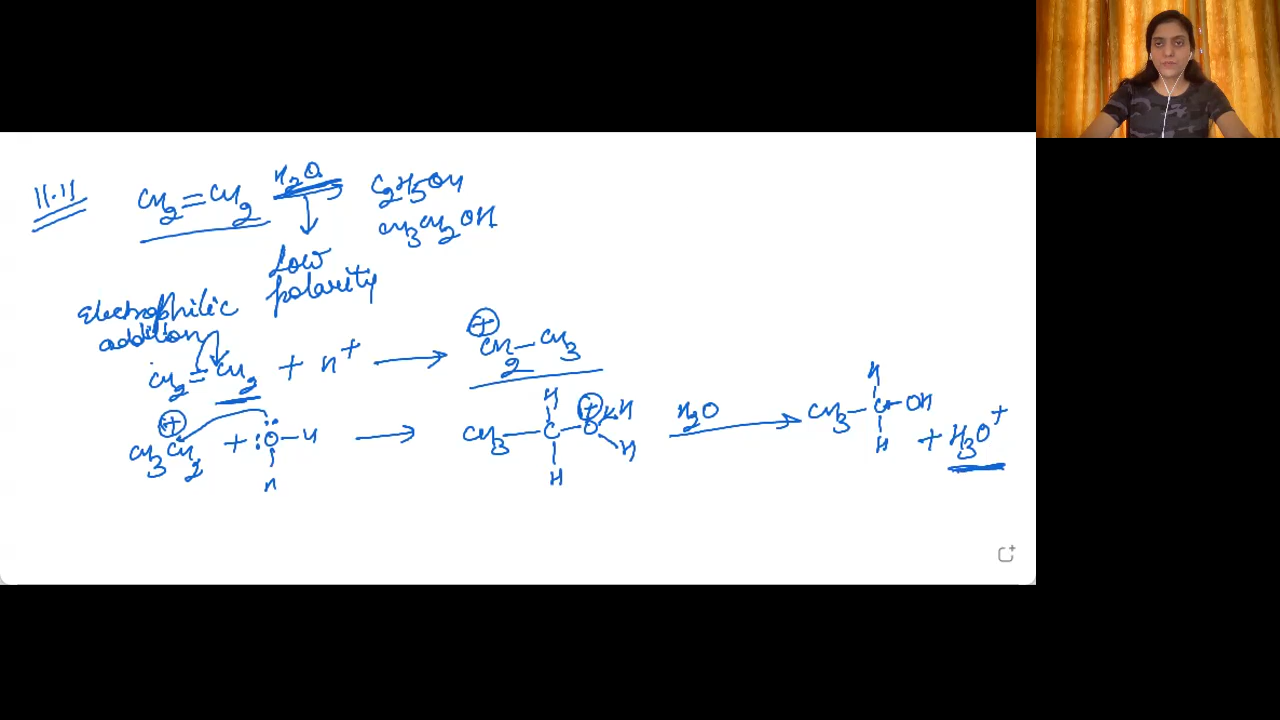 11.11 CH2=CH2 H2O → C2H5OH
CH3CH2OH
Low polarity
Electrophilic addition
CH2=CH2 + H+ → ⊕CH2-CH3
CH3CH2⊕ + :Ö-H → CH3-C-O⊕-H H2O → CH3-C-OH + H3O+
H H H H H H